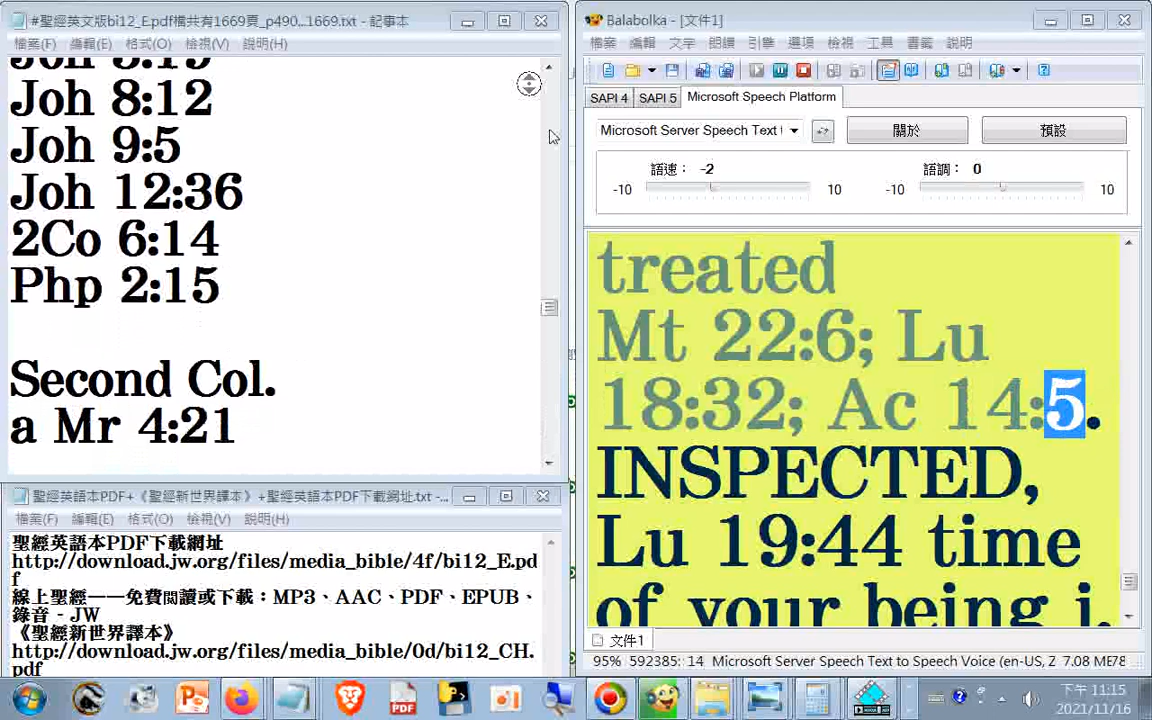 #聖經英文版bi12_E.pdf檔共有1669頁_p490,..1669.txt - 記事本
檔案(F) 編輯(E) 格式(O) 檢視(V) 說明(H)
Joh 8:12
Joh 9:5
Joh 12:36
2Co 6:14
Php 2:15
Second Col.
a Mr 4:21
聖經英語本PDF+《聖經新世界譯本》+聖經英語本PDF下載網址.txt -...
檔案(F) 編輯(E) 格式(O) 檢視(V) 說明(H)
聖經英語本PDF下載網址
http://download.jw.org/files/media_bible/4f/bi12_E.pd
f
線上聖經——免費閱讀或下載：MP3、AAC、PDF、EPUB、
錄音 - JW
《聖經新世界譯本》
http://download.jw.org/files/media_bible/0d/bi12_CH.
pdf
Balabolka - [文件1]
檔案 編輯 文字 朗讀 引擎 選項 檢視 工具 書籤 說明
SAPI 4 SAPI 5 Microsoft Speech Platform
Microsoft Server Speech Text 關於 預設
語速： -2 語調： 0
-10 10 -10 10
treated
Mt 22:6; Lu
18:32; Ac 14:5.
INSPECTED,
Lu 19:44 time
of your being i.
文件1
95% 592385: 14 Microsoft Server Speech Text to Speech Voice (en-US, Z 7.08 ME78
下午 11:15
2021/11/16